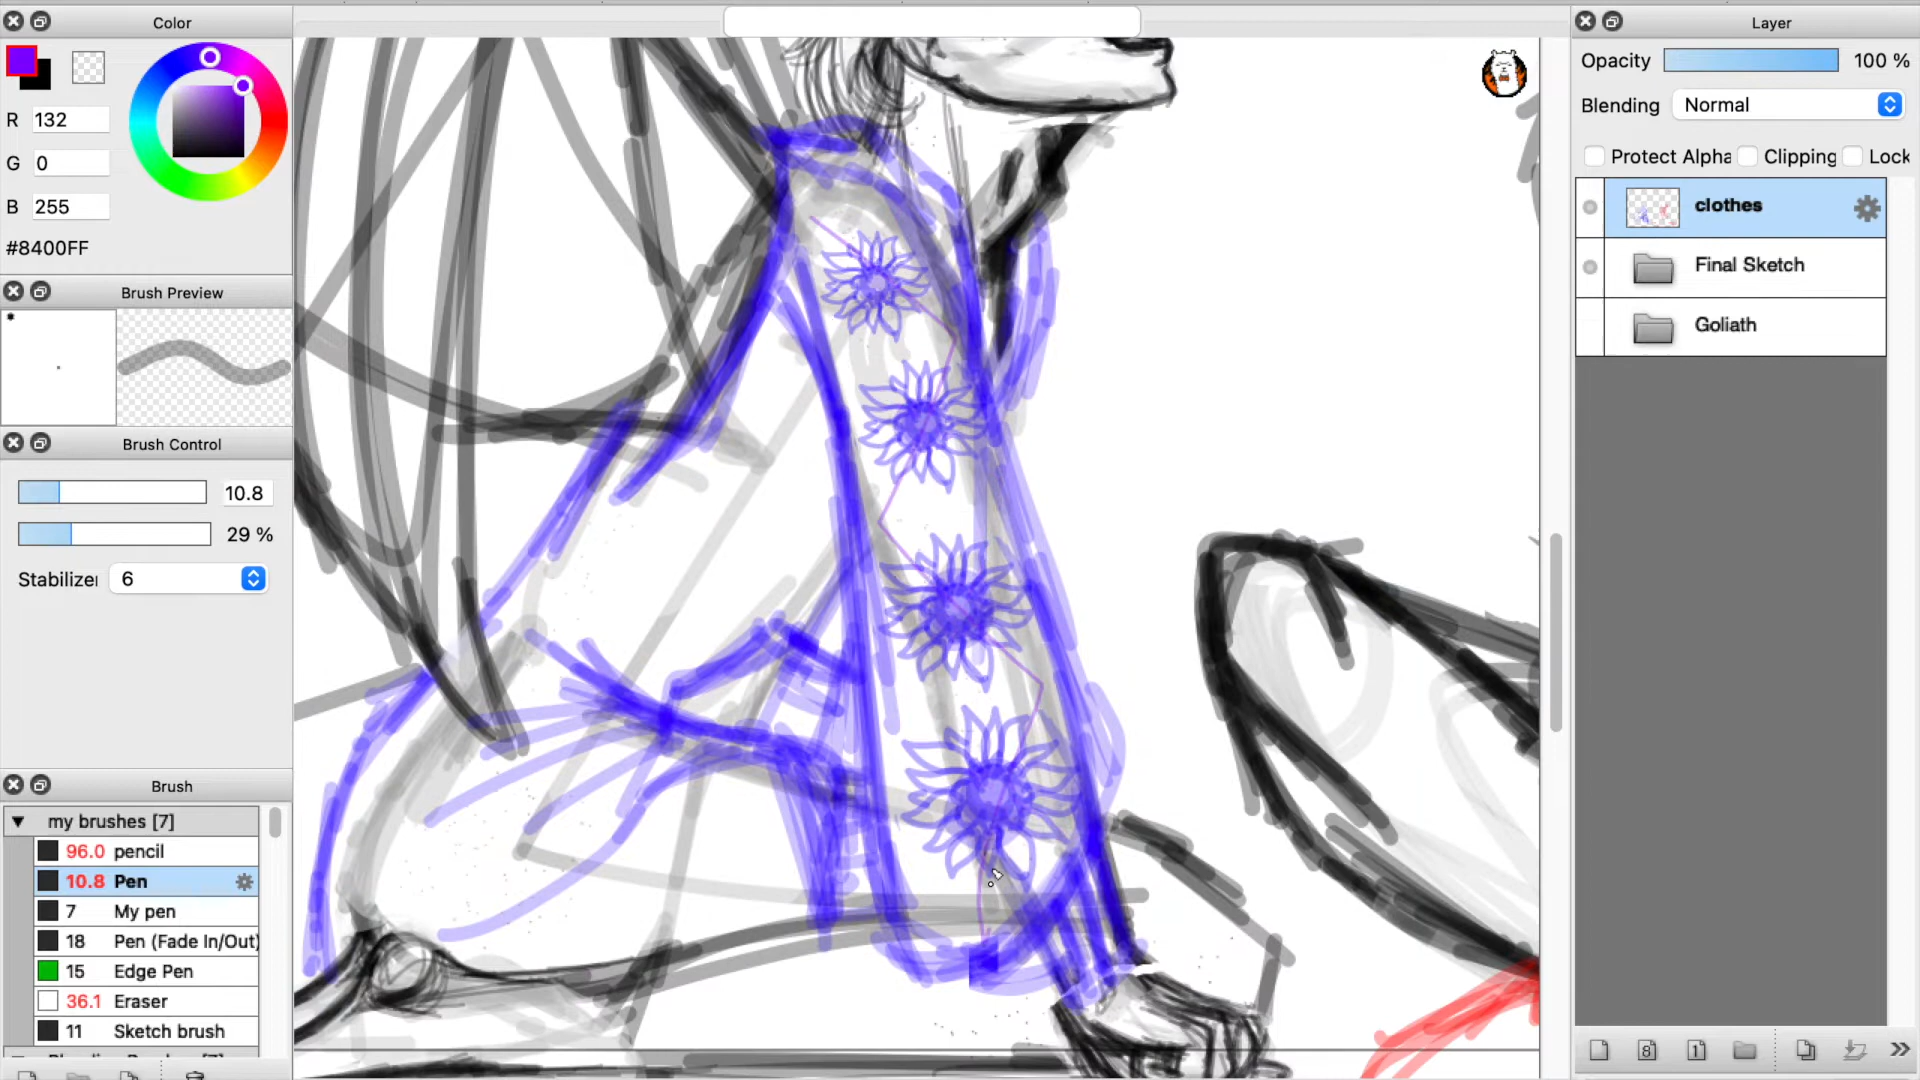 Color
R 132
G 0
B 255
#8400FF
Brush Preview
Brush Control
10.8
29 %
Stabilizer 6
Brush
my brushes [7]
96.0 pencil
10.8 Pen
7 My pen
18 Pen (Fade In/Out)
15 Edge Pen
36.1 Eraser
11 Sketch brush
Layer
Opacity 100 %
Blending Normal
Protect Alpha Clipping Lock
clothes
Final Sketch
Goliath
8 1